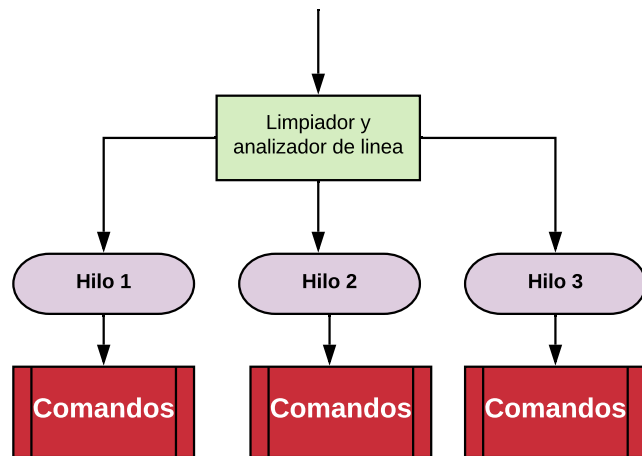 Limpiador y
analizador de linea
Hilo 1
Hilo 2
Hilo 3
Comandos
Comandos
Comandos